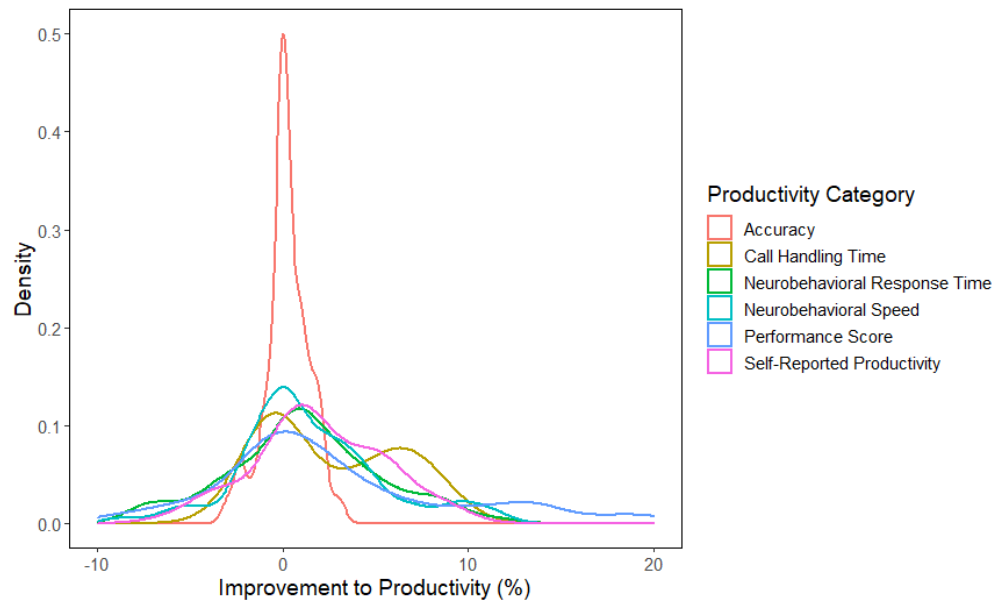 0.5
0.4
0.3
0.2
0.1
0.0
Density
-10 0 10 20
Improvement to Productivity (%)
Productivity Category
Accuracy
Call Handling Time
Neurobehavioral Response Time
Neurobehavioral Speed
Performance Score
Self-Reported Productivity